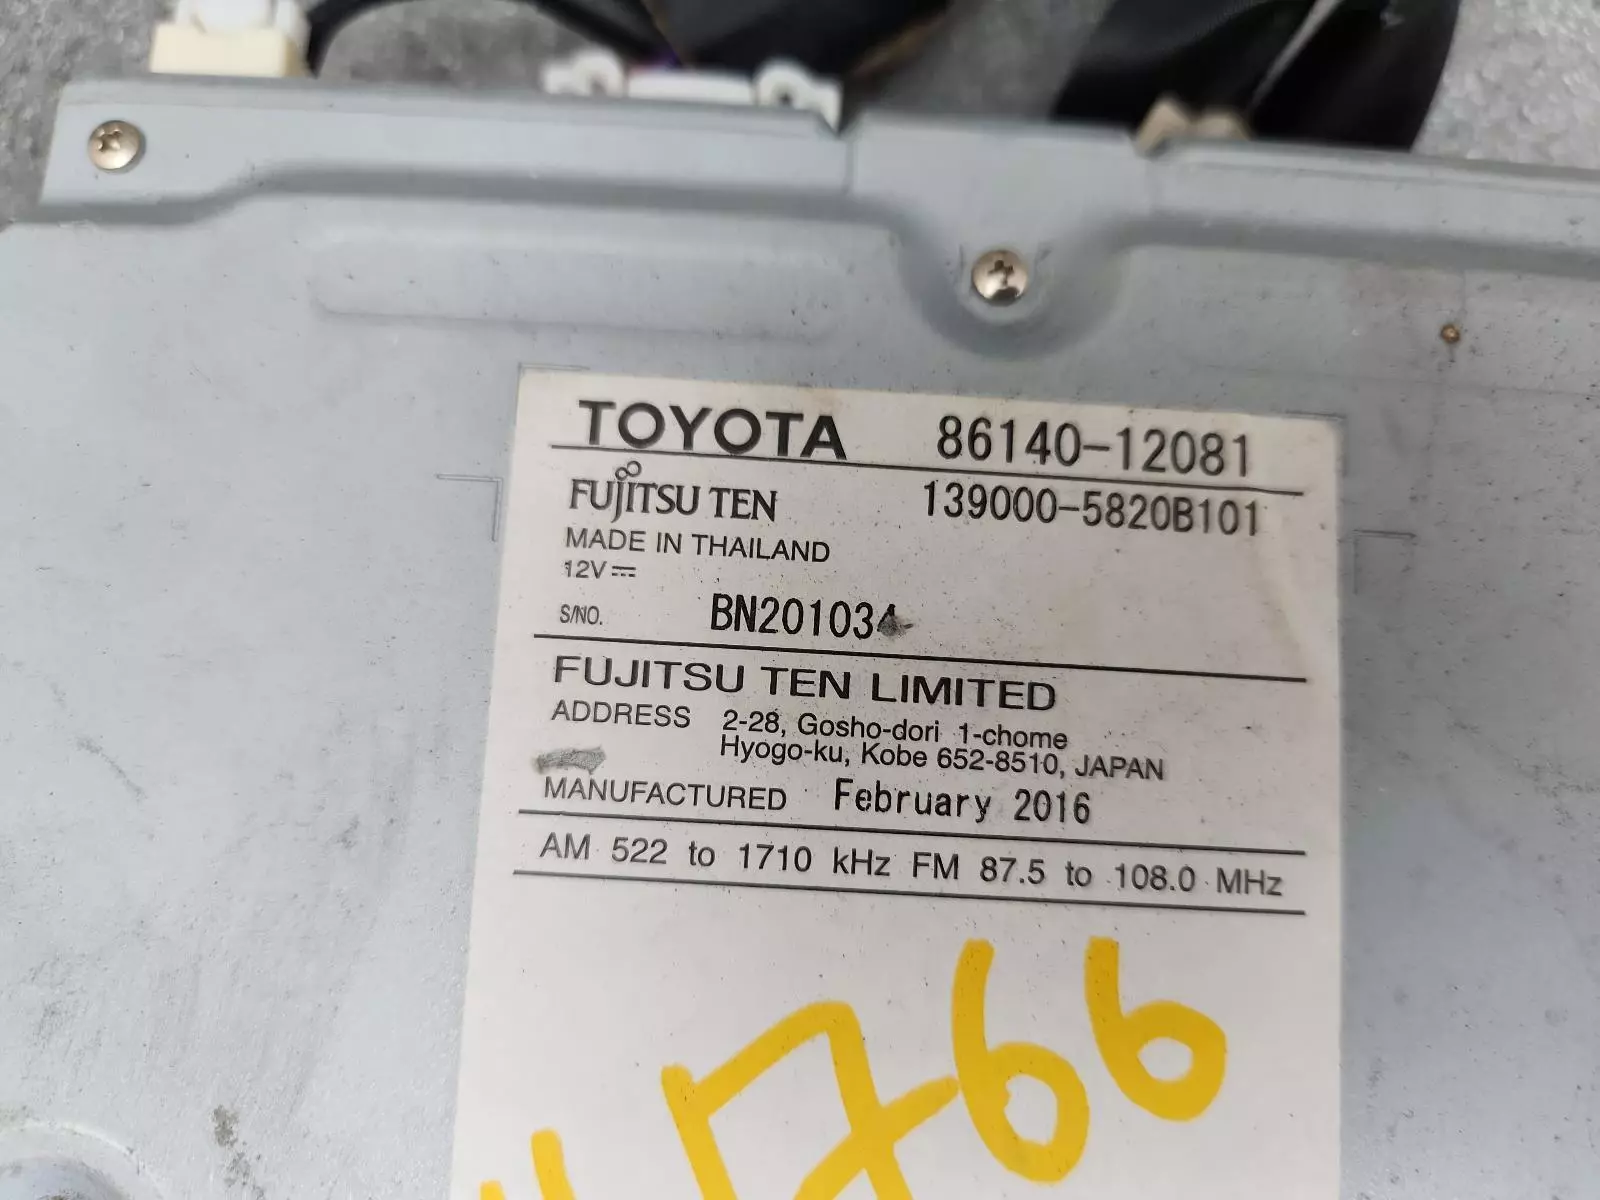 TOYOTA 86140-12081
FUJITSU TEN 139000-5820B101
MADE IN THAILAND
12V⎓
S/NO. BN201034
FUJITSU TEN LIMITED
ADDRESS 2-28, Gosho-dori 1-chome
Hyogo-ku, Kobe 652-8510, JAPAN
MANUFACTURED February 2016
AM 522 to 1710 kHz FM 87.5 to 108.0 MHz
766